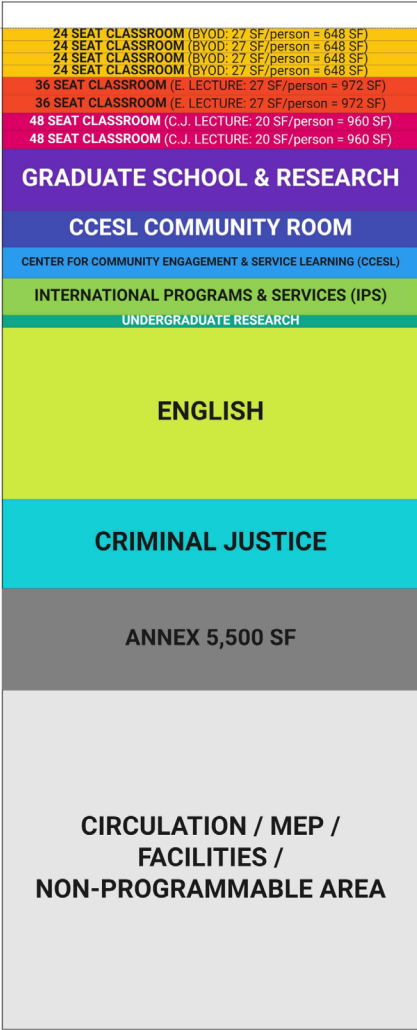 24 SEAT CLASSROOM (BYOD: 27 SF/person = 648 SF)
24 SEAT CLASSROOM (BYOD: 27 SF/person = 648 SF)
24 SEAT CLASSROOM (BYOD: 27 SF/person = 648 SF)
24 SEAT CLASSROOM (BYOD: 27 SF/person = 648 SF)
36 SEAT CLASSROOM (E. LECTURE: 27 SF/person = 972 SF)
36 SEAT CLASSROOM (E. LECTURE: 27 SF/person = 972 SF)
48 SEAT CLASSROOM (C.J. LECTURE: 20 SF/person = 960 SF)
48 SEAT CLASSROOM (C.J. LECTURE: 20 SF/person = 960 SF)
GRADUATE SCHOOL & RESEARCH
CCESL COMMUNITY ROOM
CENTER FOR COMMUNITY ENGAGEMENT & SERVICE LEARNING (CCESL)
INTERNATIONAL PROGRAMS & SERVICES (IPS)
UNDERGRADUATE RESEARCH
ENGLISH
CRIMINAL JUSTICE
ANNEX 5,500 SF
CIRCULATION / MEP /
FACILITIES /
NON-PROGRAMMABLE AREA